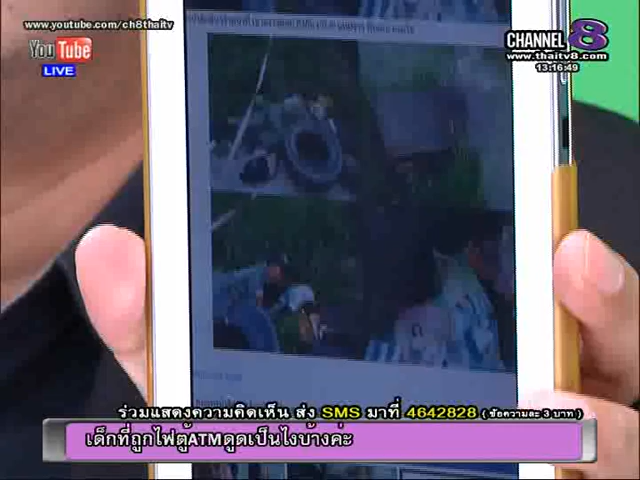 www.youtube.com/ch8thaitv
YouTube
LIVE
CHANNEL 8
www.thaitv8.com
13:16:49
ร่วมแสดงความคิดเห็น ส่ง SMS มาที่ 4642828 ( ข้อความละ 3 บาท )
เด็กที่ถูกไฟตู้ATMดูดเป็นไงบ้างค่ะ